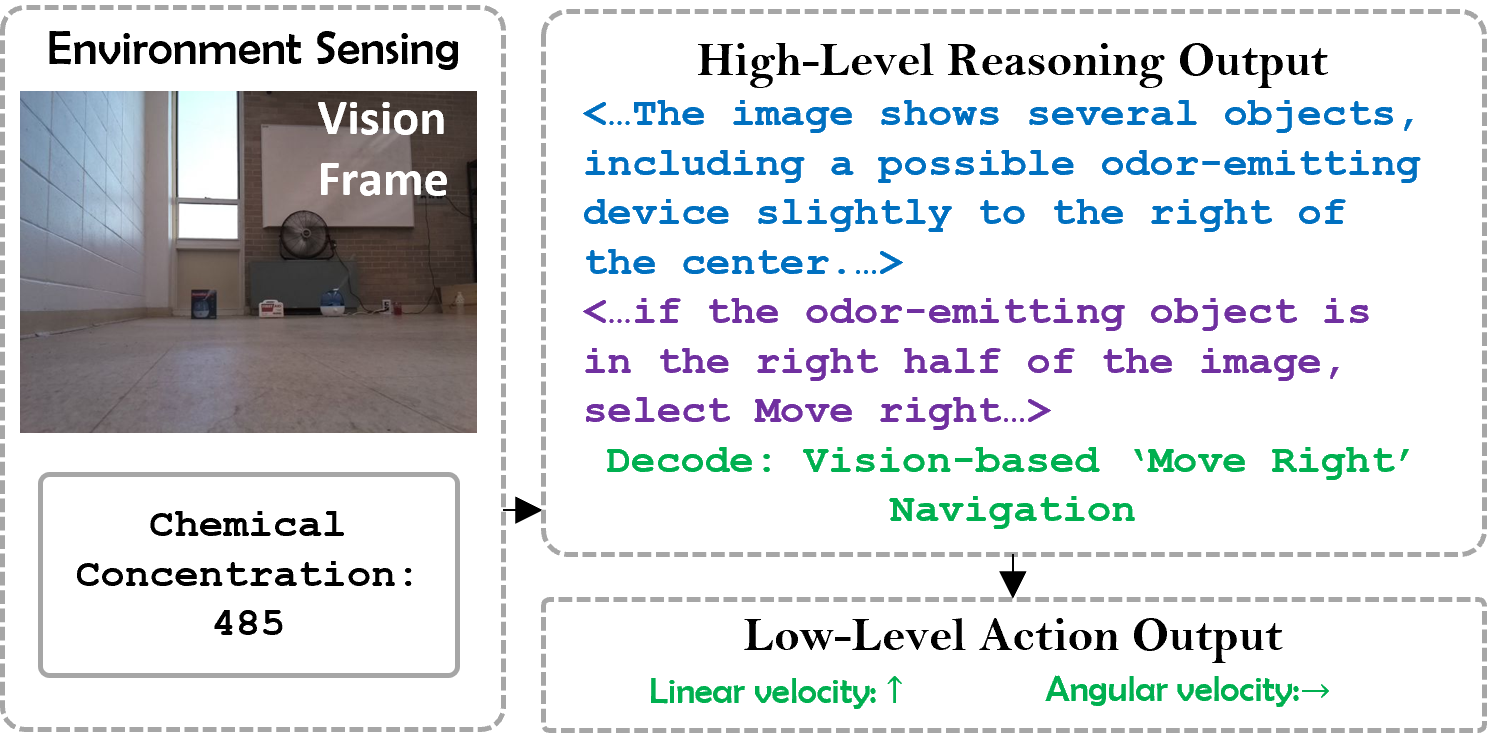 Environment Sensing
Vision
Frame
Chemical
Concentration:
485
High-Level Reasoning Output
<…The image shows several objects,
including a possible odor-emitting
device slightly to the right of
the center.…>
<…if the odor-emitting object is
in the right half of the image,
select Move right…>
Decode: Vision-based ‘Move Right’
Navigation
Low-Level Action Output
Linear velocity: ↑
Angular velocity:→